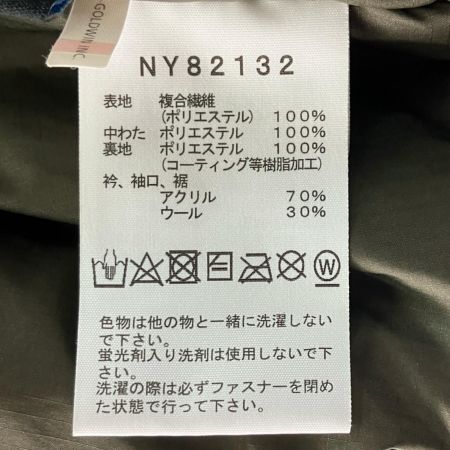 GOLDWIN INC
NY82132
表地 複合繊維
(ポリエステル) 100%
中わた ポリエステル 100%
裏地 ポリエステル 100%
(コーティング等樹脂加工)
衿、袖口、裾
アクリル 70%
ウール 30%
W
色物は他の物と一緒に洗濯しない
で下さい。
蛍光剤入り洗剤は使用しないで下
さい。
洗濯の際は必ずファスナーを閉め
た状態で行って下さい。